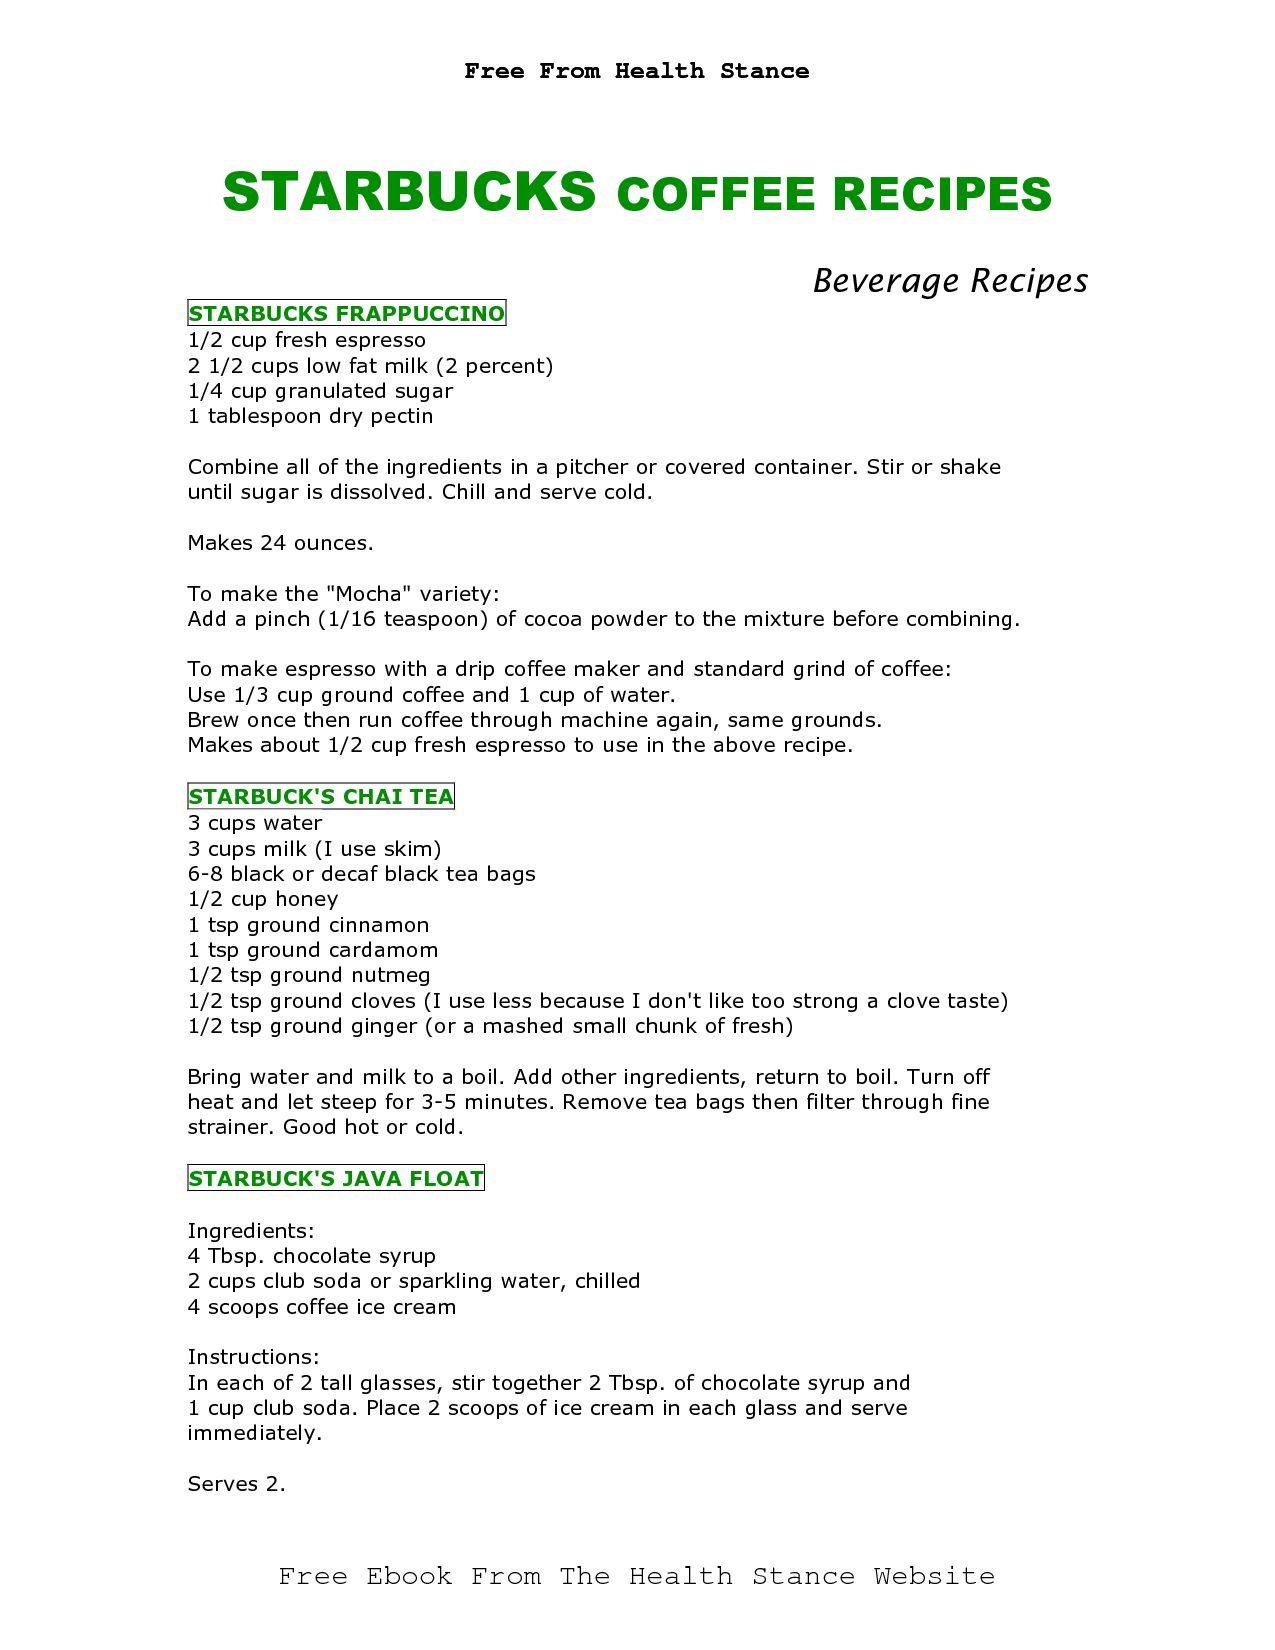 Free From Health Stance
STARBUCKS COFFEE RECIPES
Beverage Recipes
STARBUCKS FRAPPUCCINO
1/2 cup fresh espresso
2 1/2 cups low fat milk (2 percent)
1/4 cup granulated sugar
1 tablespoon dry pectin
Combine all of the ingredients in a pitcher or covered container. Stir or shake
until sugar is dissolved. Chill and serve cold.
Makes 24 ounces.
To make the "Mocha" variety:
Add a pinch (1/16 teaspoon) of cocoa powder to the mixture before combining.
To make espresso with a drip coffee maker and standard grind of coffee:
Use 1/3 cup ground coffee and 1 cup of water.
Brew once then run coffee through machine again, same grounds.
Makes about 1/2 cup fresh espresso to use in the above recipe.
STARBUCK'S CHAI TEA
3 cups water
3 cups milk (I use skim)
6-8 black or decaf black tea bags
1/2 cup honey
1 tsp ground cinnamon
1 tsp ground cardamom
1/2 tsp ground nutmeg
1/2 tsp ground cloves (I use less because I don't like too strong a clove taste)
1/2 tsp ground ginger (or a mashed small chunk of fresh)
Bring water and milk to a boil. Add other ingredients, return to boil. Turn off
heat and let steep for 3-5 minutes. Remove tea bags then filter through fine
strainer. Good hot or cold.
STARBUCK'S JAVA FLOAT
Ingredients:
4 Tbsp. chocolate syrup
2 cups club soda or sparkling water, chilled
4 scoops coffee ice cream
Instructions:
In each of 2 tall glasses, stir together 2 Tbsp. of chocolate syrup and
1 cup club soda. Place 2 scoops of ice cream in each glass and serve
immediately.
Serves 2.
Free Ebook From The Health Stance Website